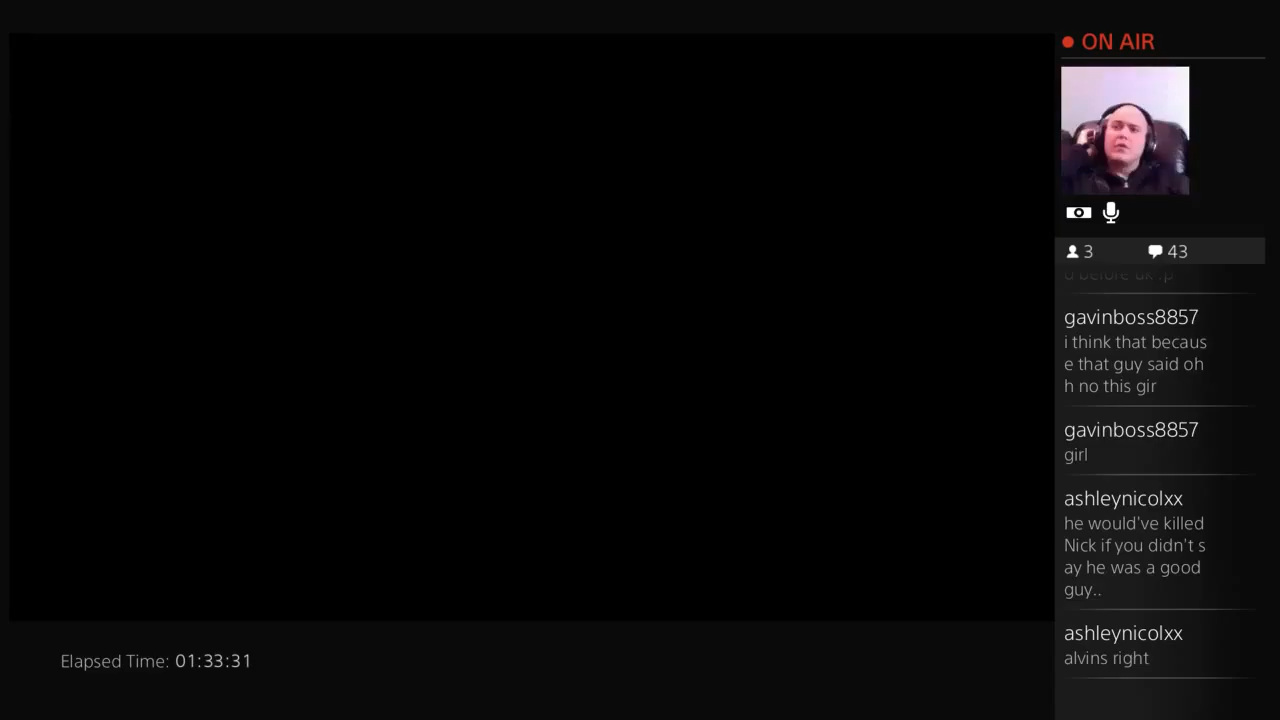 ON AIR
3 43
gavinboss8857
i think that becaus
e that guy said oh
h no this gir
gavinboss8857
girl
ashleynicolxx
he would've killed
Nick if you didn't s
ay he was a good
guy..
ashleynicolxx
alvins right
Elapsed Time: 01:33:31